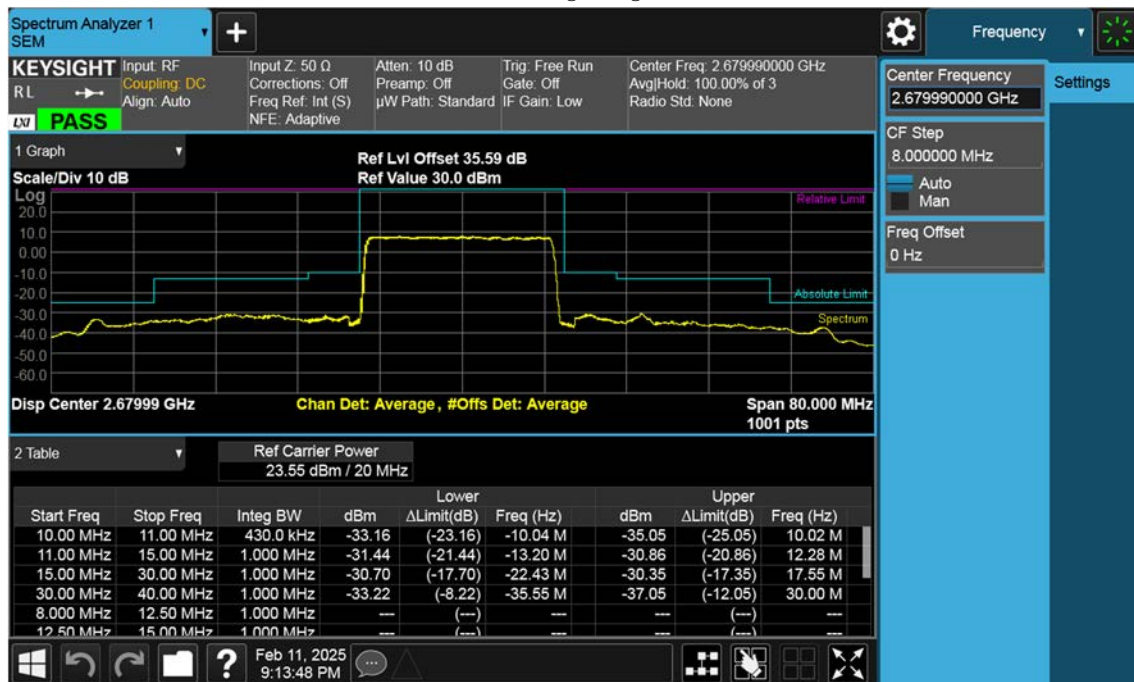 Spectrum Analyzer 1
SEM
Frequency
KEYSIGHT
RL
LXI PASS
Input: RF
Coupling: DC
Align: Auto
Input Z: 50 Ω
Corrections: Off
Freq Ref: Int (S)
NFE: Adaptive
Atten: 10 dB
Preamp: Off
µW Path: Standard
Trig: Free Run
Gate: Off
IF Gain: Low
Center Freq: 2.679990000 GHz
Avg|Hold: 100.00% of 3
Radio Std: None
Center Frequency
2.679990000 GHz
Settings
CF Step
8.000000 MHz
Auto
Man
Freq Offset
0 Hz
1 Graph
Scale/Div 10 dB
Ref Lvl Offset 35.59 dB
Ref Value 30.0 dBm
Log
20.0
10.0
0.00
-10.0
-20.0
-30.0
-40.0
-50.0
-60.0
Relative Limit
Absolute Limit
Spectrum
Disp Center 2.67999 GHz
Chan Det: Average, #Offs Det: Average
Span 80.000 MHz
1001 pts
2 Table
Ref Carrier Power
23.55 dBm / 20 MHz
Lower Upper
Start Freq Stop Freq Integ BW dBm ΔLimit(dB) Freq (Hz) dBm ΔLimit(dB) Freq (Hz)
10.00 MHz 11.00 MHz 430.0 kHz -33.16 (-23.16) -10.04 M -35.05 (-25.05) 10.02 M
11.00 MHz 15.00 MHz 1.000 MHz -31.44 (-21.44) -13.20 M -30.86 (-20.86) 12.28 M
15.00 MHz 30.00 MHz 1.000 MHz -30.70 (-17.70) -22.43 M -30.35 (-17.35) 17.55 M
30.00 MHz 40.00 MHz 1.000 MHz -33.22 (-8.22) -35.55 M -37.05 (-12.05) 30.00 M
8.000 MHz 12.50 MHz 1.000 MHz --- (---) --- --- (---) ---
12.50 MHz 15.00 MHz 1.000 MHz --- (---) --- --- (---) ---
Feb 11, 2025
9:13:48 PM